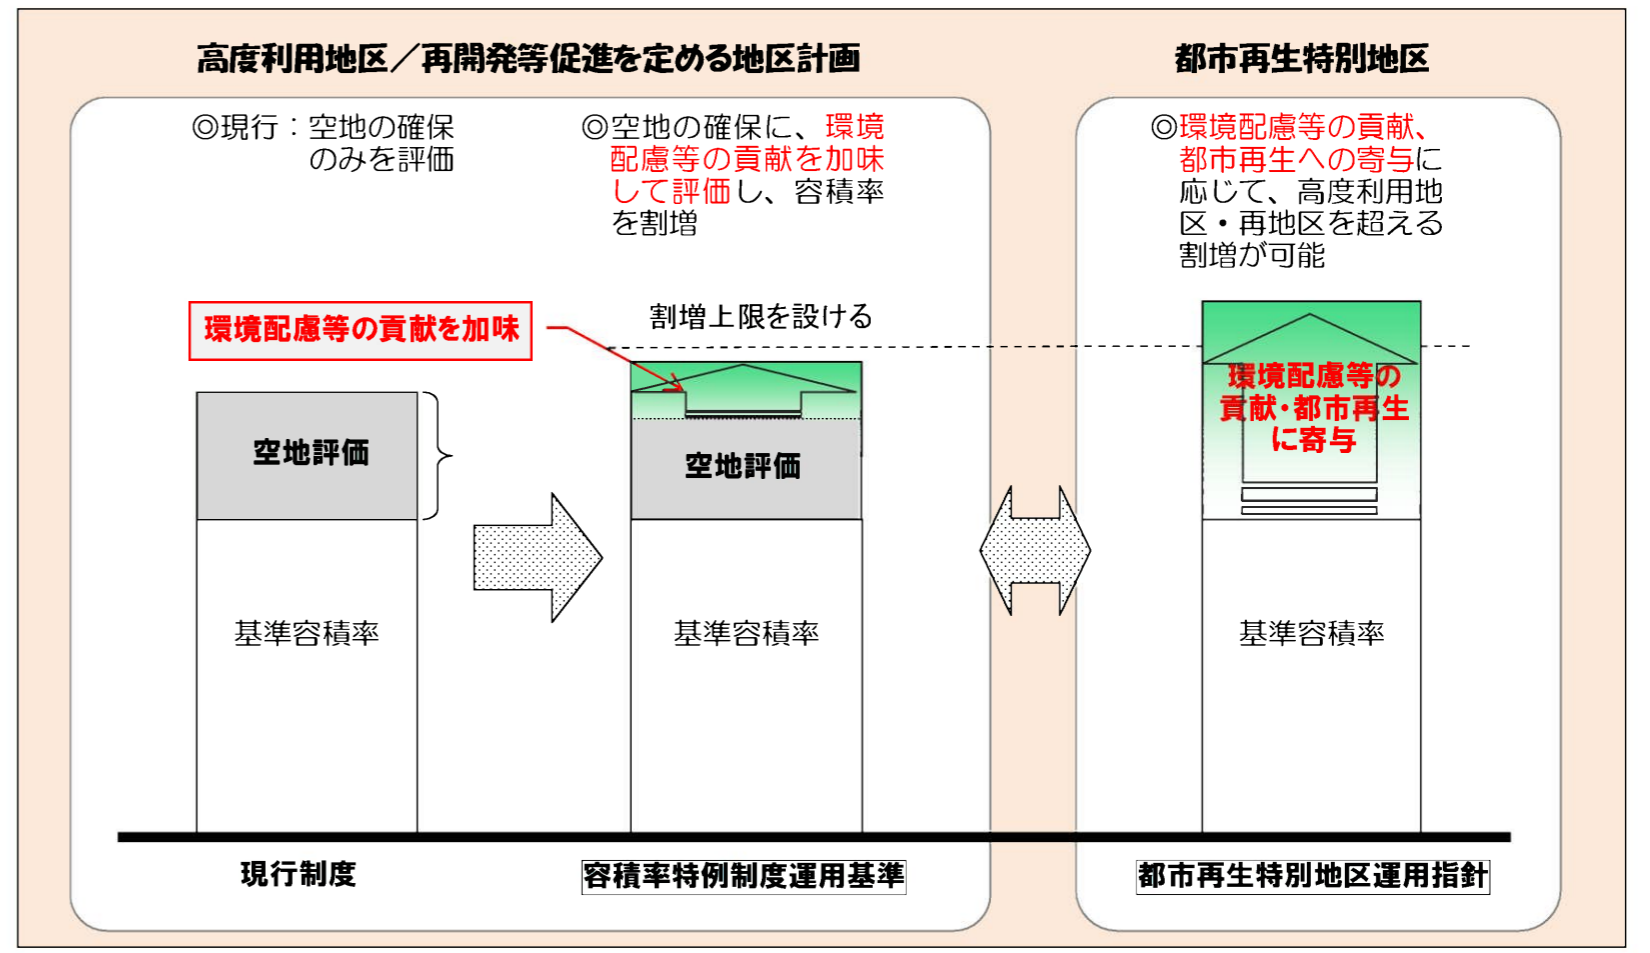 高度利用地区／再開発等促進を定める地区計画
◎現行：空地の確保
のみを評価
◎空地の確保に、環境
配慮等の貢献を加味
して評価し、容積率
を割増
環境配慮等の貢献を加味
割増上限を設ける
空地評価
空地評価
基準容積率
基準容積率
現行制度
容積率特例制度運用基準
都市再生特別地区
◎環境配慮等の貢献、
都市再生への寄与に
応じて、高度利用地
区・再地区を超える
割増が可能
環境配慮等の
貢献・都市再生
に寄与
基準容積率
都市再生特別地区運用指針